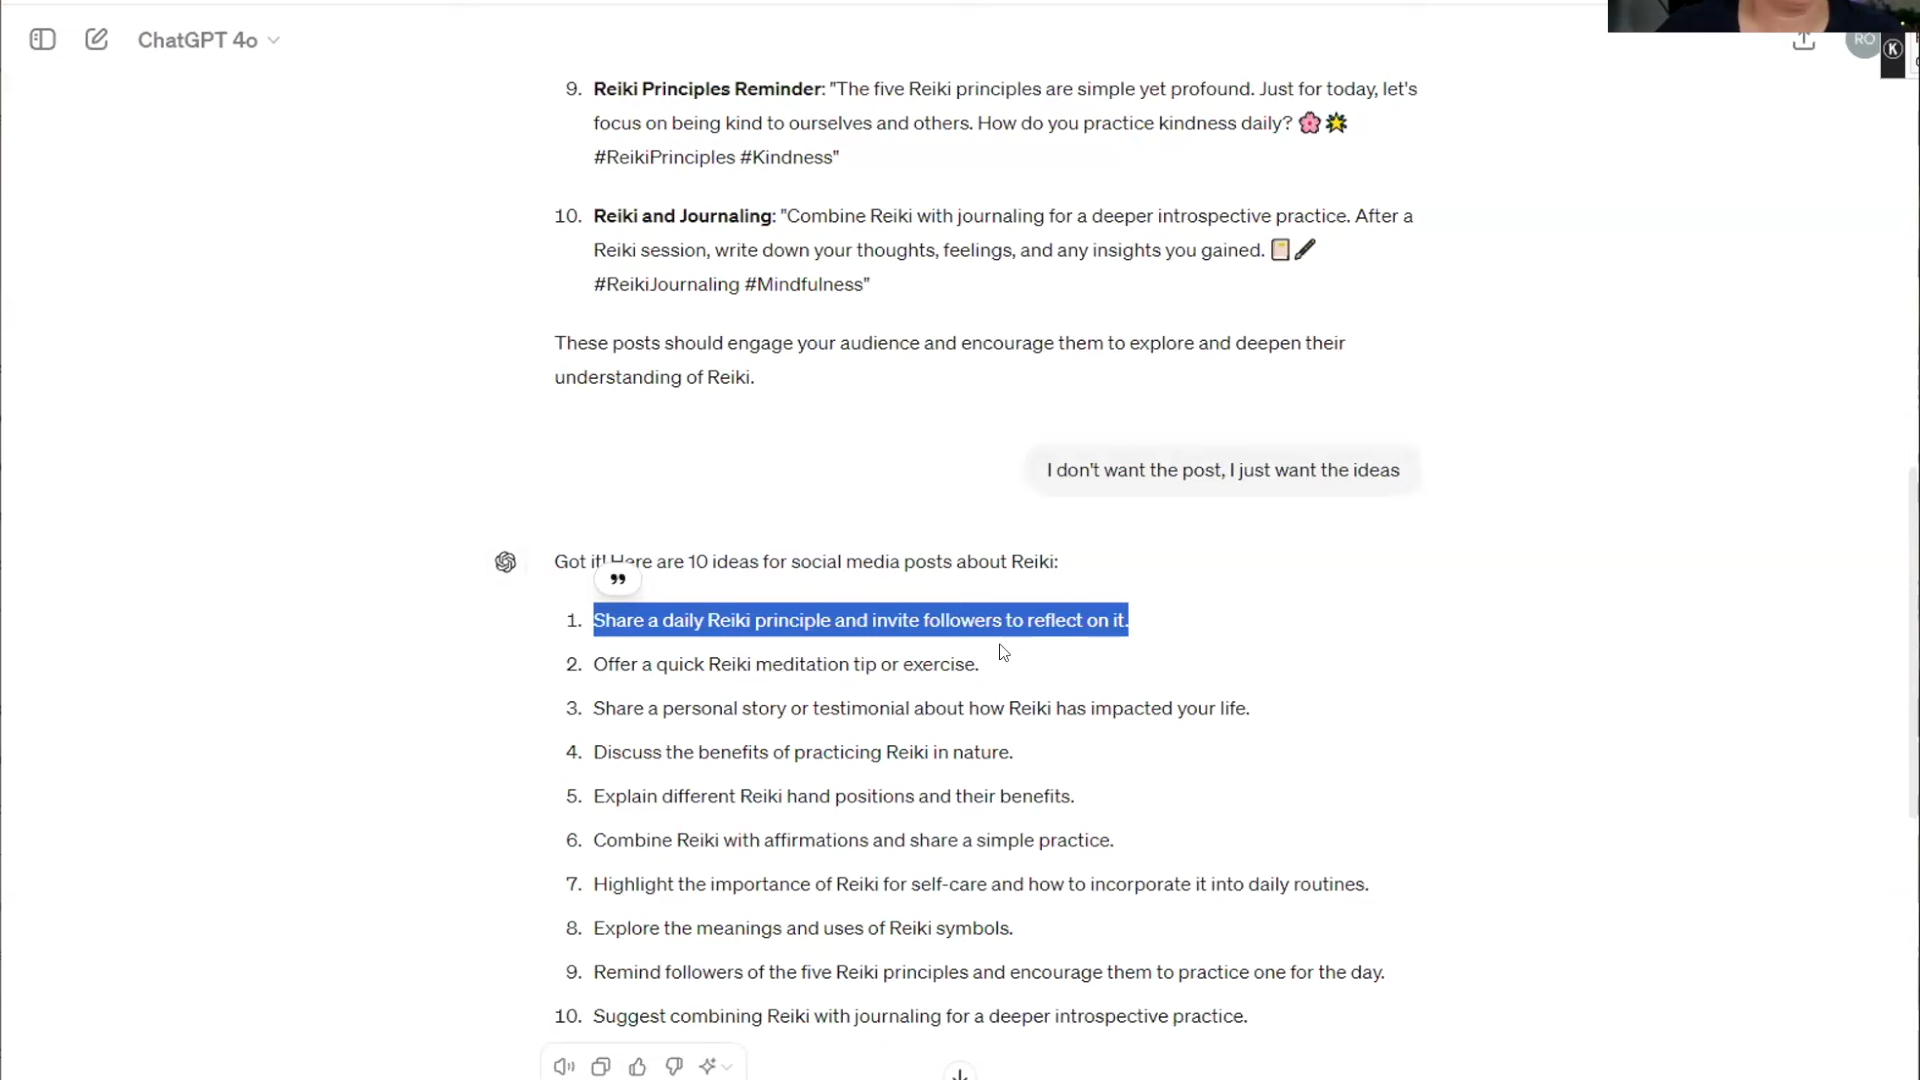 ChatGPT 4o
RO
K
9. Reiki Principles Reminder: "The five Reiki principles are simple yet profound. Just for today, let's
focus on being kind to ourselves and others. How do you practice kindness daily? 🌸🌟
#ReikiPrinciples #Kindness"
10. Reiki and Journaling: "Combine Reiki with journaling for a deeper introspective practice. After a
Reiki session, write down your thoughts, feelings, and any insights you gained. 📔🖋️
#ReikiJournaling #Mindfulness"
These posts should engage your audience and encourage them to explore and deepen their
understanding of Reiki.
I don't want the post, I just want the ideas
Got it! Here are 10 ideas for social media posts about Reiki:
1. Share a daily Reiki principle and invite followers to reflect on it.
2. Offer a quick Reiki meditation tip or exercise.
3. Share a personal story or testimonial about how Reiki has impacted your life.
4. Discuss the benefits of practicing Reiki in nature.
5. Explain different Reiki hand positions and their benefits.
6. Combine Reiki with affirmations and share a simple practice.
7. Highlight the importance of Reiki for self-care and how to incorporate it into daily routines.
8. Explore the meanings and uses of Reiki symbols.
9. Remind followers of the five Reiki principles and encourage them to practice one for the day.
10. Suggest combining Reiki with journaling for a deeper introspective practice.